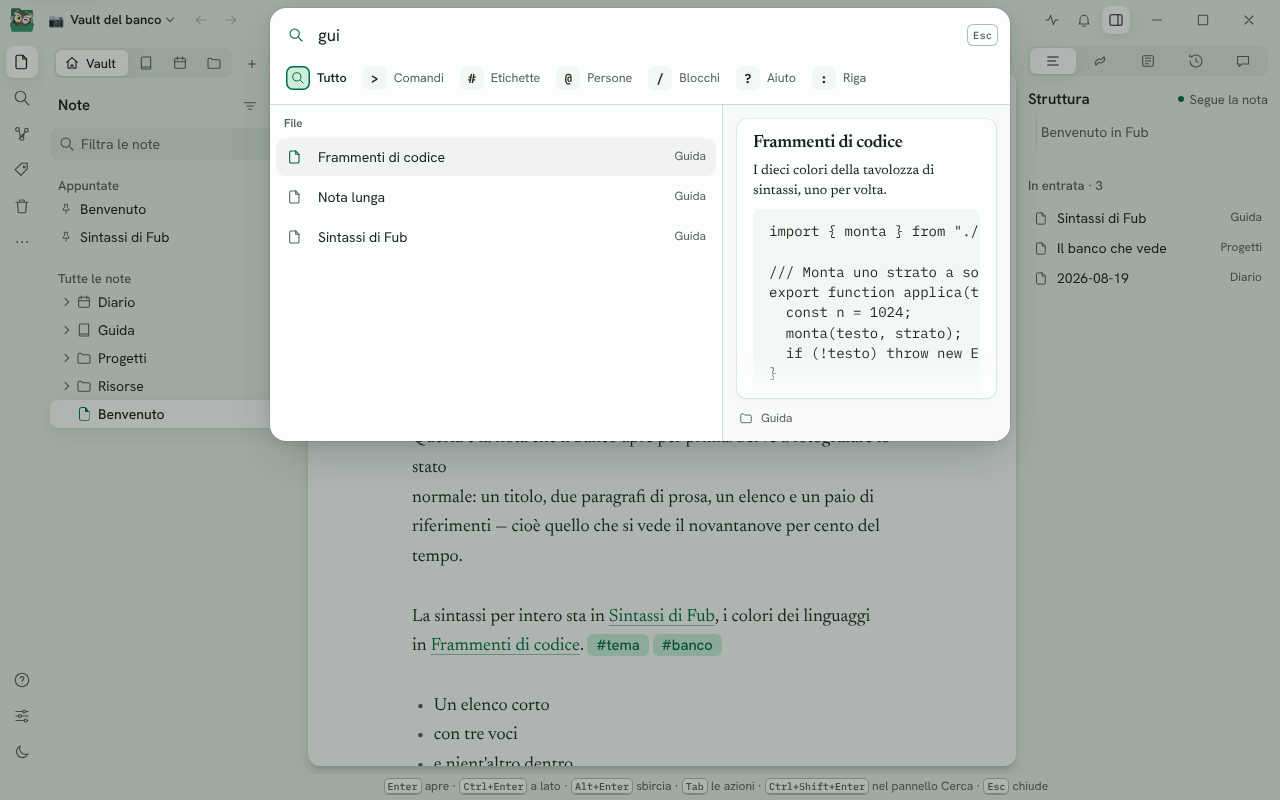 Vault del banco
gui
Esc
Tutto
> Comandi
# Etichette
@ Persone
/ Blocchi
? Aiuto
: Riga
Vault
Note
Filtra le note
Appuntate
Benvenuto
Sintassi di Fub
Tutte le note
Diario
Guida
Progetti
Risorse
Benvenuto
File
Frammenti di codice Guida
Nota lunga Guida
Sintassi di Fub Guida
Frammenti di codice
I dieci colori della tavolozza di
sintassi, uno per volta.
import { monta } from "./
/// Monta uno strato a so
export function applica(t
const n = 1024;
monta(testo, strato);
if (!testo) throw new E
}
Guida
Struttura
Segue la nota
Benvenuto in Fub
In entrata · 3
Sintassi di Fub Guida
Il banco che vede Progetti
2026-08-19 Diario
stato
normale: un titolo, due paragrafi di prosa, un elenco e un paio di
riferimenti — cioè quello che si vede il novantanove per cento del
tempo.
La sintassi per intero sta in Sintassi di Fub, i colori dei linguaggi
in Frammenti di codice. #tema #banco
• Un elenco corto
• con tre voci
• e nient'altro dentro
Enter apre · Ctrl+Enter a lato · Alt+Enter sbircia · Tab le azioni · Ctrl+Shift+Enter nel pannello Cerca · Esc chiude